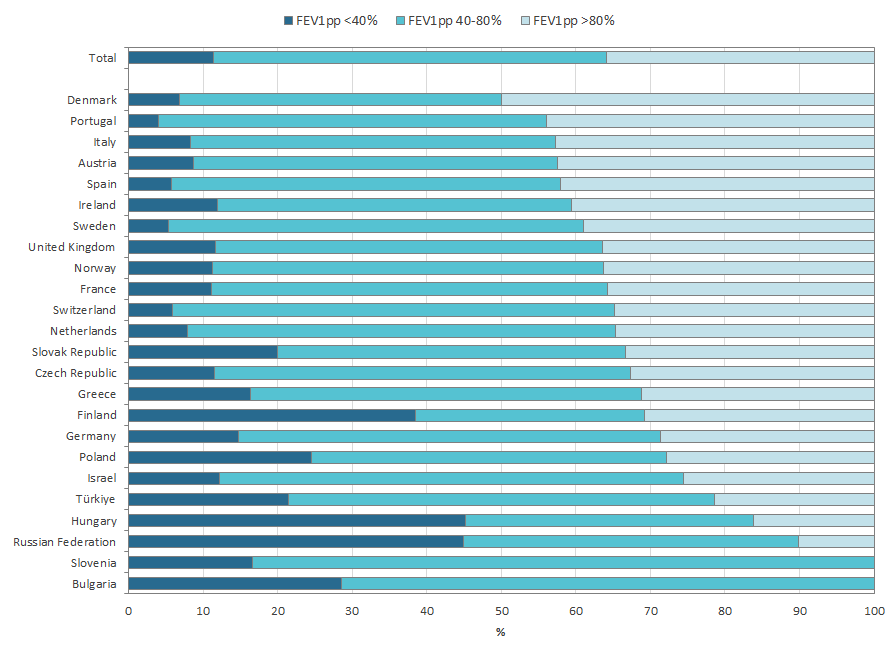 FEV1pp <40% FEV1pp 40-80% FEV1pp >80%
Total
Denmark
Portugal
Italy
Austria
Spain
Ireland
Sweden
United Kingdom
Norway
France
Switzerland
Netherlands
Slovak Republic
Czech Republic
Greece
Finland
Germany
Poland
Israel
Türkiye
Hungary
Russian Federation
Slovenia
Bulgaria
0 10 20 30 40 50 60 70 80 90 100
%